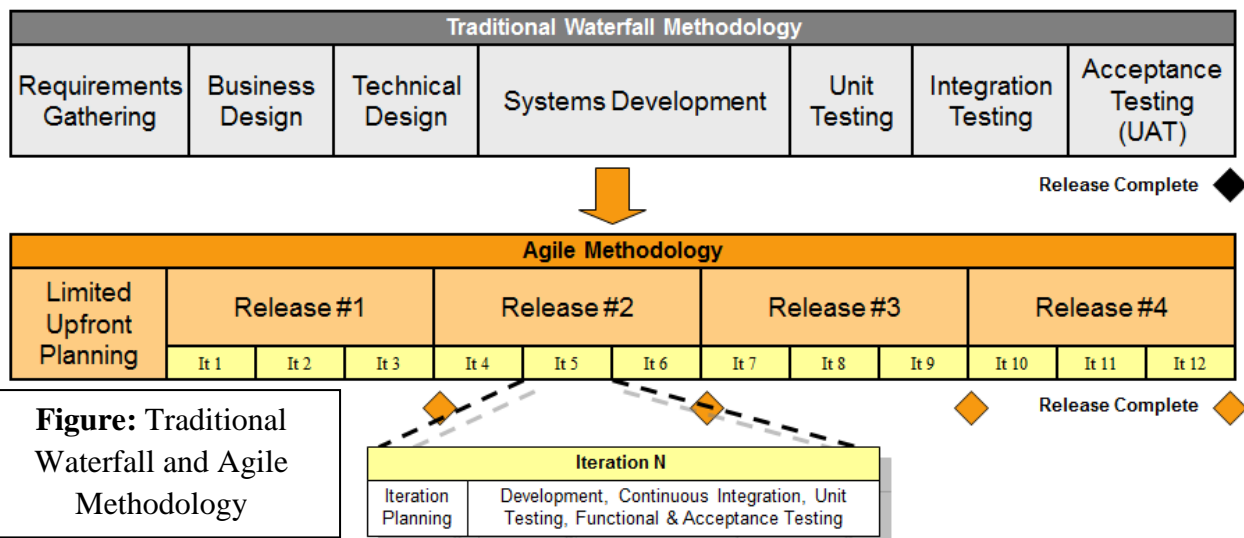 Traditional Waterfall Methodology
Requirements
Gathering
Business
Design
Technical
Design
Systems Development
Unit
Testing
Integration
Testing
Acceptance
Testing
(UAT)
Release Complete
Agile Methodology
Limited
Upfront
Planning
Release #1
Release #2
Release #3
Release #4
It 1
It 2
It 3
It 4
It 5
It 6
It 7
It 8
It 9
It 10
It 11
It 12
Release Complete
Figure: Traditional
Waterfall and Agile
Methodology
Iteration N
Iteration
Planning
Development, Continuous Integration, Unit
Testing, Functional & Acceptance Testing